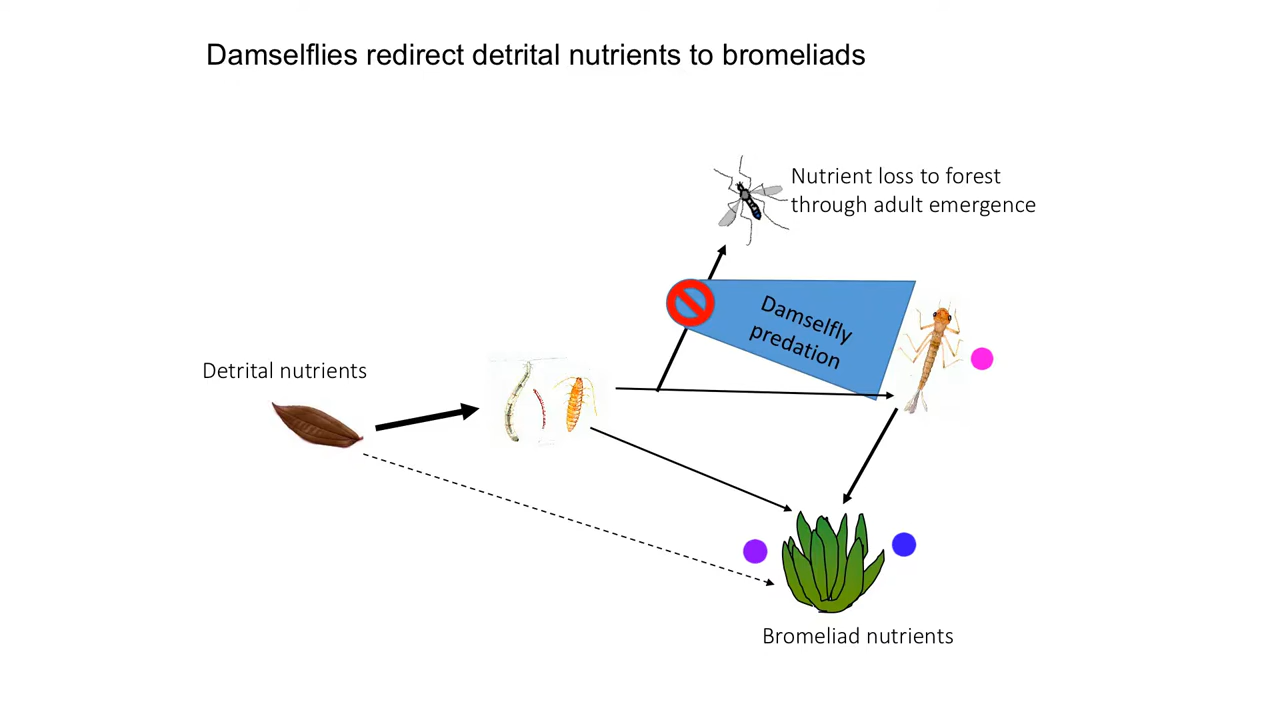 Damselflies redirect detrital nutrients to bromeliads
Nutrient loss to forest
through adult emergence
Damselfly
predation
Detrital nutrients
Bromeliad nutrients